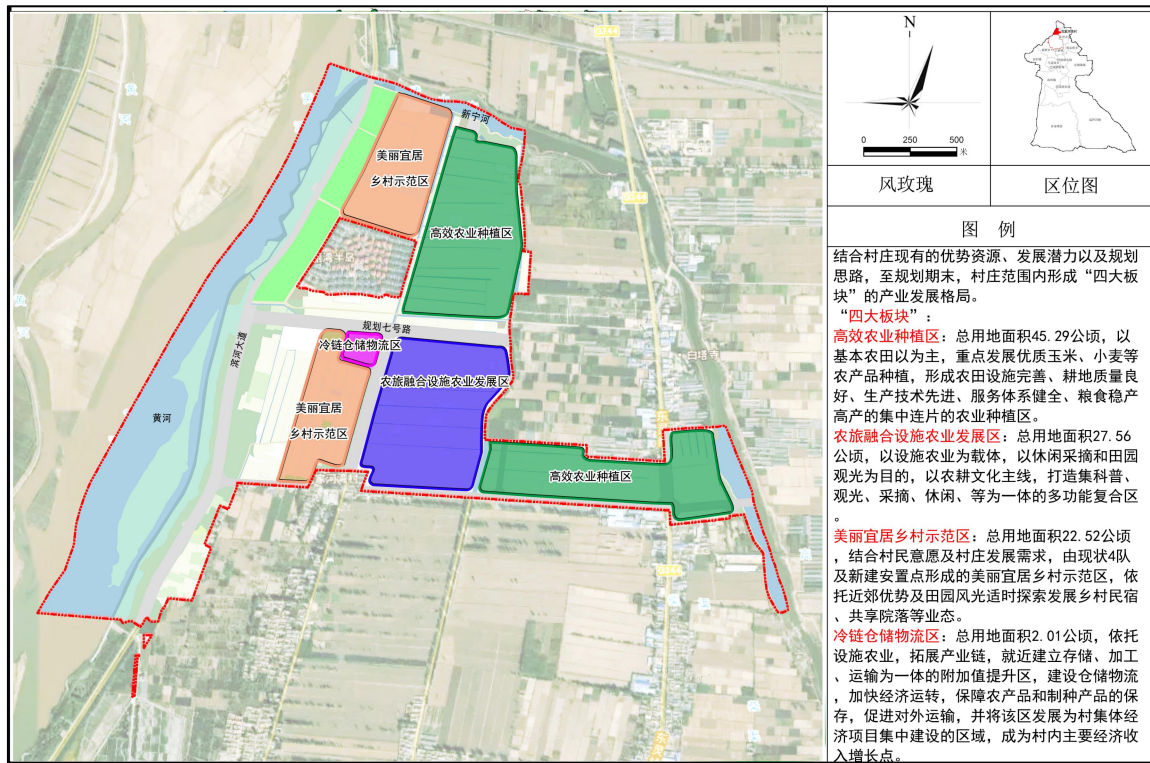 G244
新宁河
美丽宜居
乡村示范区
高效农业种植区
G244
黄
河
规划七号路
冷链仓储物流区
滨河大道
白塔寺
农旅融合设施农业发展区
美丽宜居
乡村示范区
黄河
高效农业种植区
G244
N
0 250 500
米
风玫瑰
区位图
图 例
结合村庄现有的优势资源、发展潜力以及规划
思路，至规划期末，村庄范围内形成“四大板
块”的产业发展格局。
“四大板块”：
高效农业种植区：总用地面积45.29公顷，以
基本农田以为主，重点发展优质玉米、小麦等
农产品种植，形成农田设施完善、耕地质量良
好、生产技术先进、服务体系健全、粮食稳产
高产的集中连片的农业种植区。
农旅融合设施农业发展区：总用地面积27.56
公顷，以设施农业为载体，以休闲采摘和田园
观光为目的，以农耕文化主线，打造集科普、
观光、采摘、休闲、等为一体的多功能复合区
。
美丽宜居乡村示范区：总用地面积22.52公顷
，结合村民意愿及村庄发展需求，由现状4队
及新建安置点形成的美丽宜居乡村示范区，依
托近郊优势及田园风光适时探索发展乡村民宿
、共享院落等业态。
冷链仓储物流区：总用地面积2.01公顷，依托
设施农业，拓展产业链，就近建立存储、加工
、运输为一体的附加值提升区，建设仓储物流
，加快经济运转，保障农产品和制种产品的保
存，促进对外运输，并将该区发展为村集体经
济项目集中建设的区域，成为村内主要经济收
入增长点。